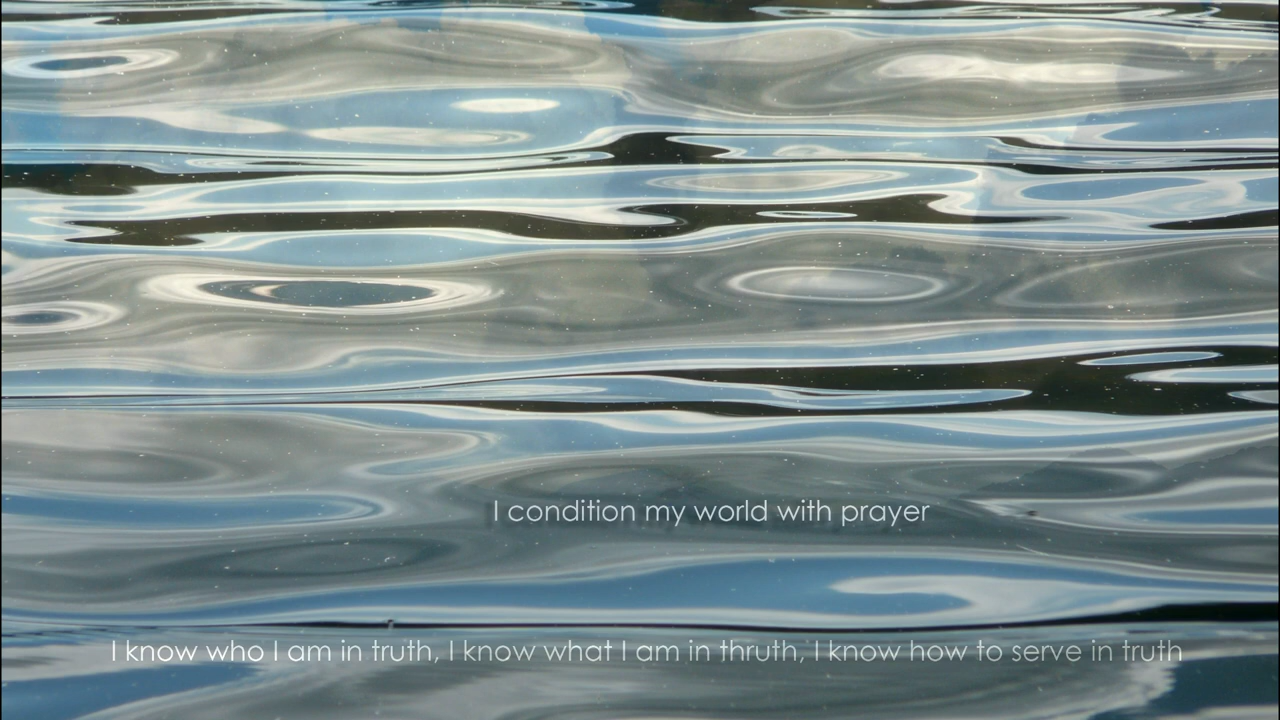 I condition my world with prayer
I know who I am in truth, I know what I am in thruth, I know how to serve in truth